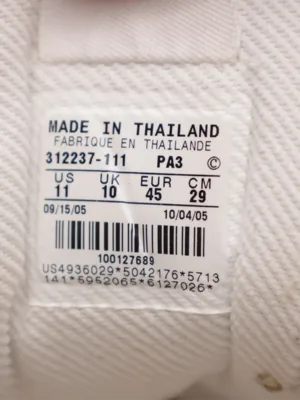 MADE IN THAILAND
FABRIQUE EN THAILANDE
312237-111 PA3 ©
US UK EUR CM
11 10 45 29
09/15/05 10/04/05
100127689
US4936029*5042176*5713
141*5952065*6127026*